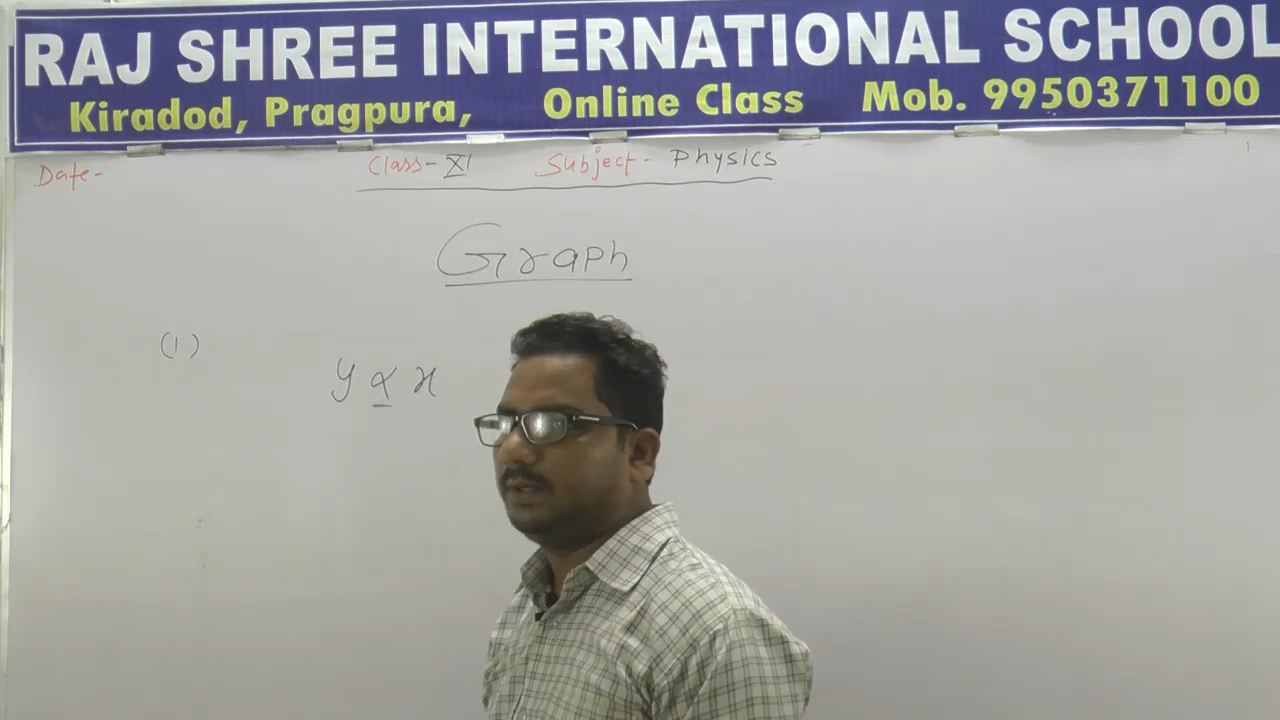 RAJ SHREE INTERNATIONAL SCHOOL
Kiradod, Pragpura, Online Class Mob. 9950371100
Date- Class-XI Subject- Physics
Graph
(1)
y ∝ x